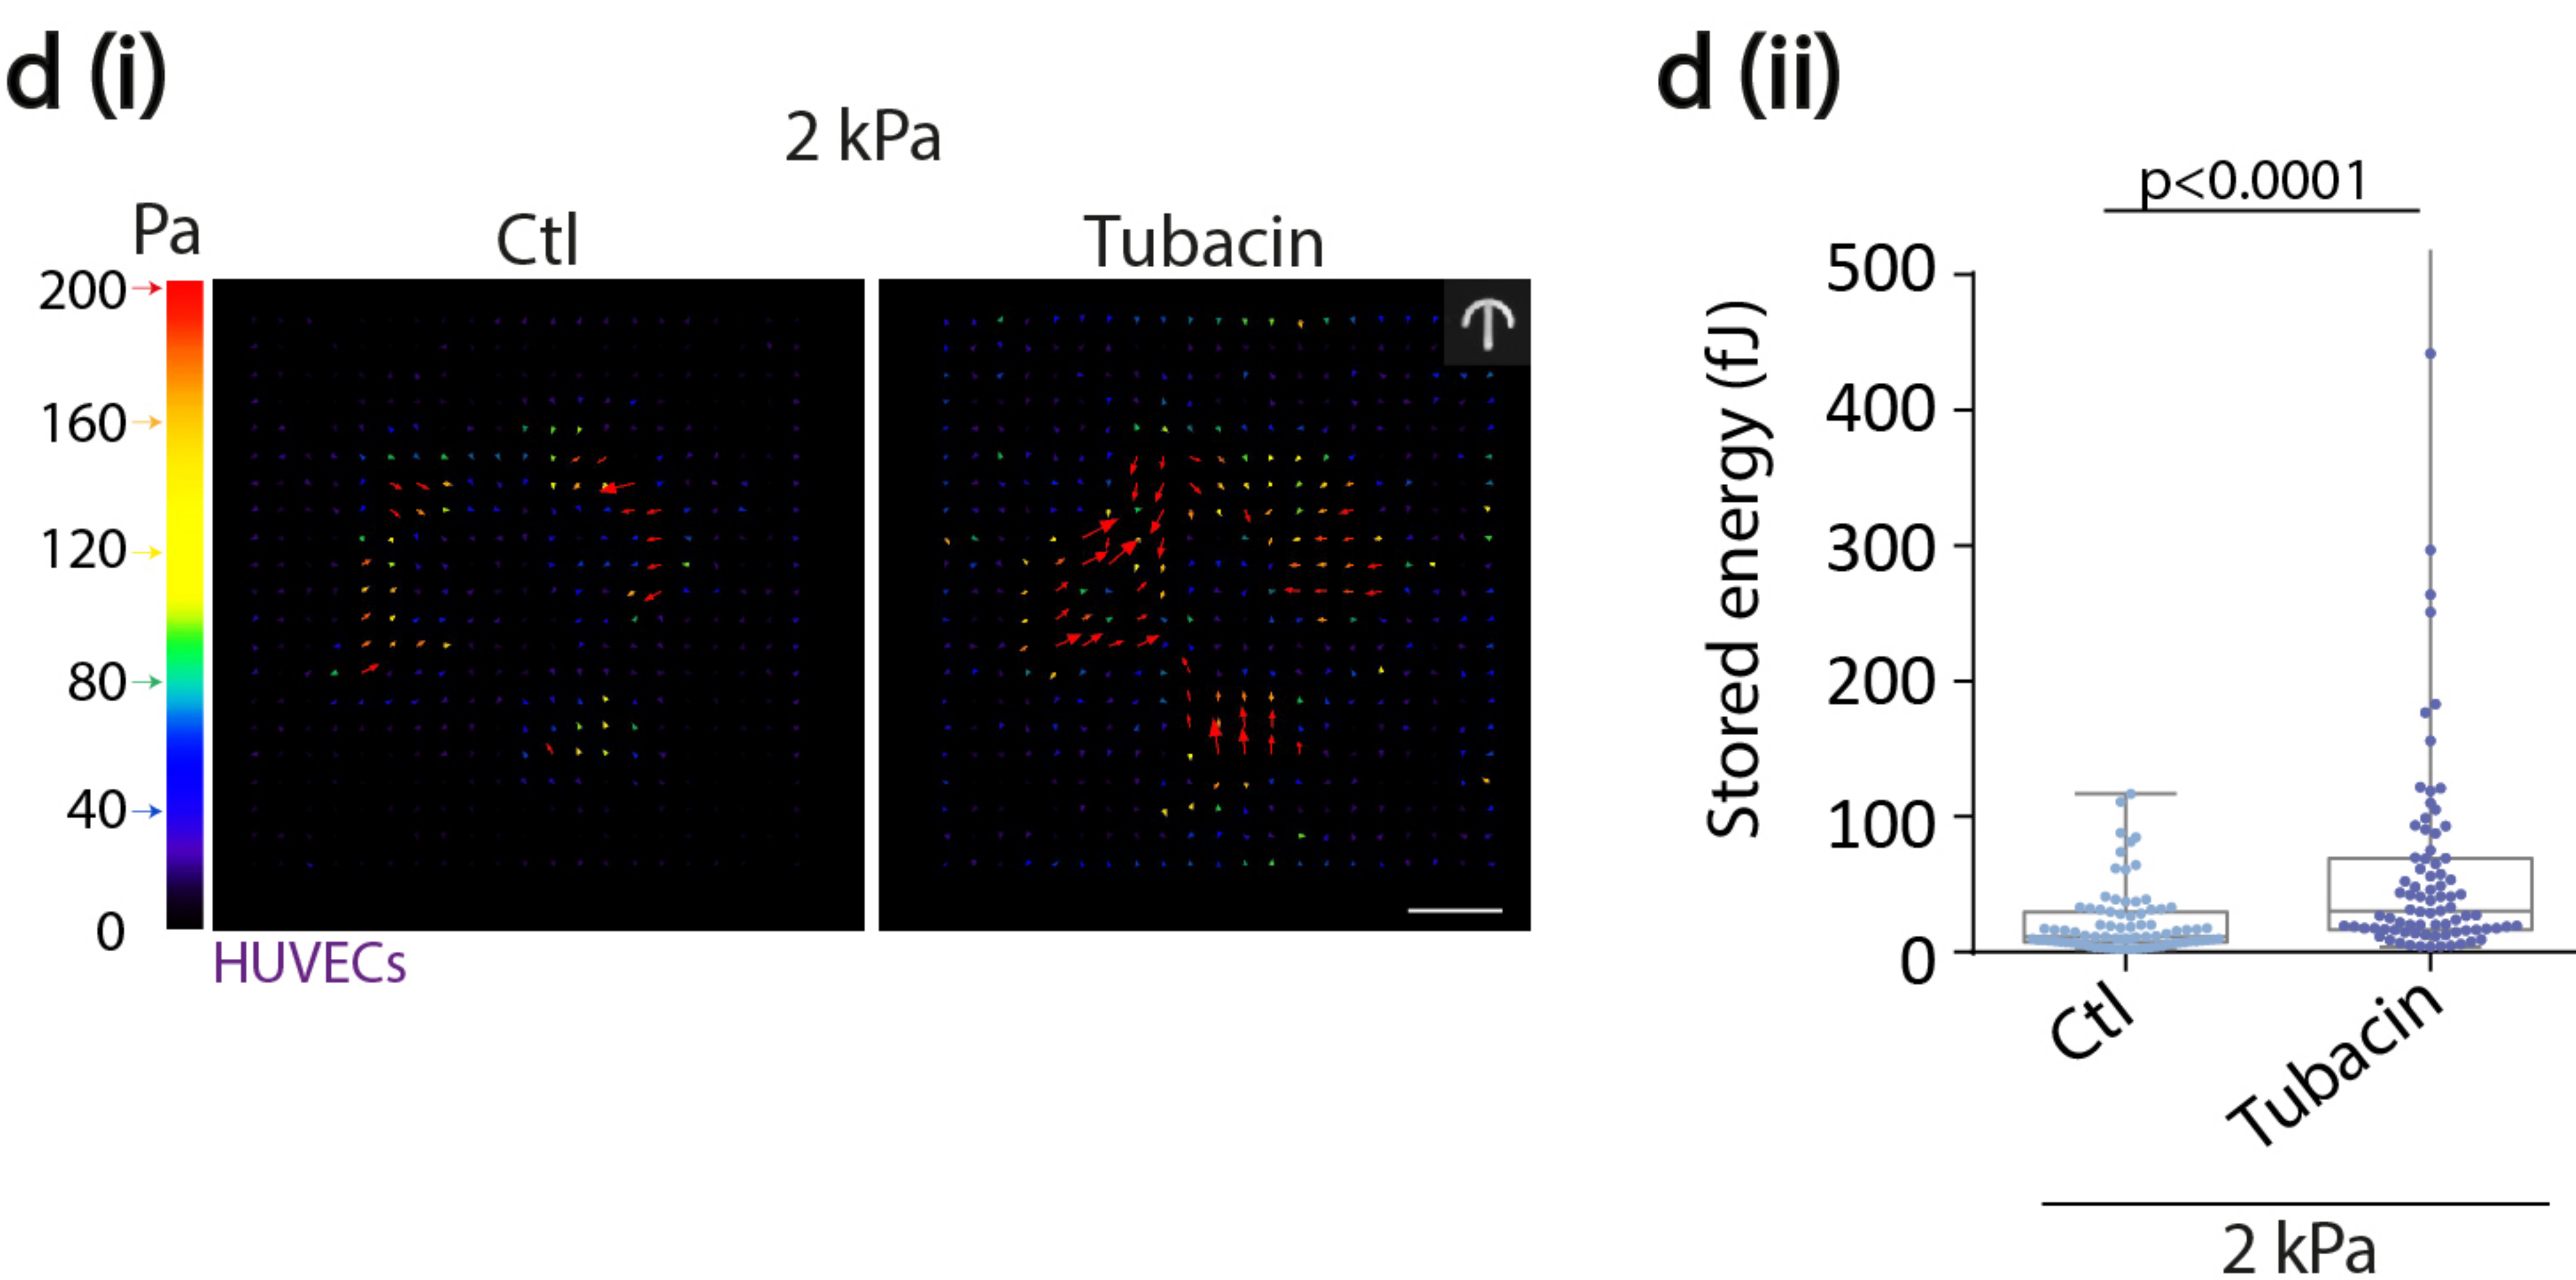 d (i)
2 kPa
Pa
Ctl
Tubacin
200
160
120
80
40
0
HUVECs
d (ii)
p<0.0001
Stored energy (fJ)
500
400
300
200
100
0
Ctl
Tubacin
2 kPa